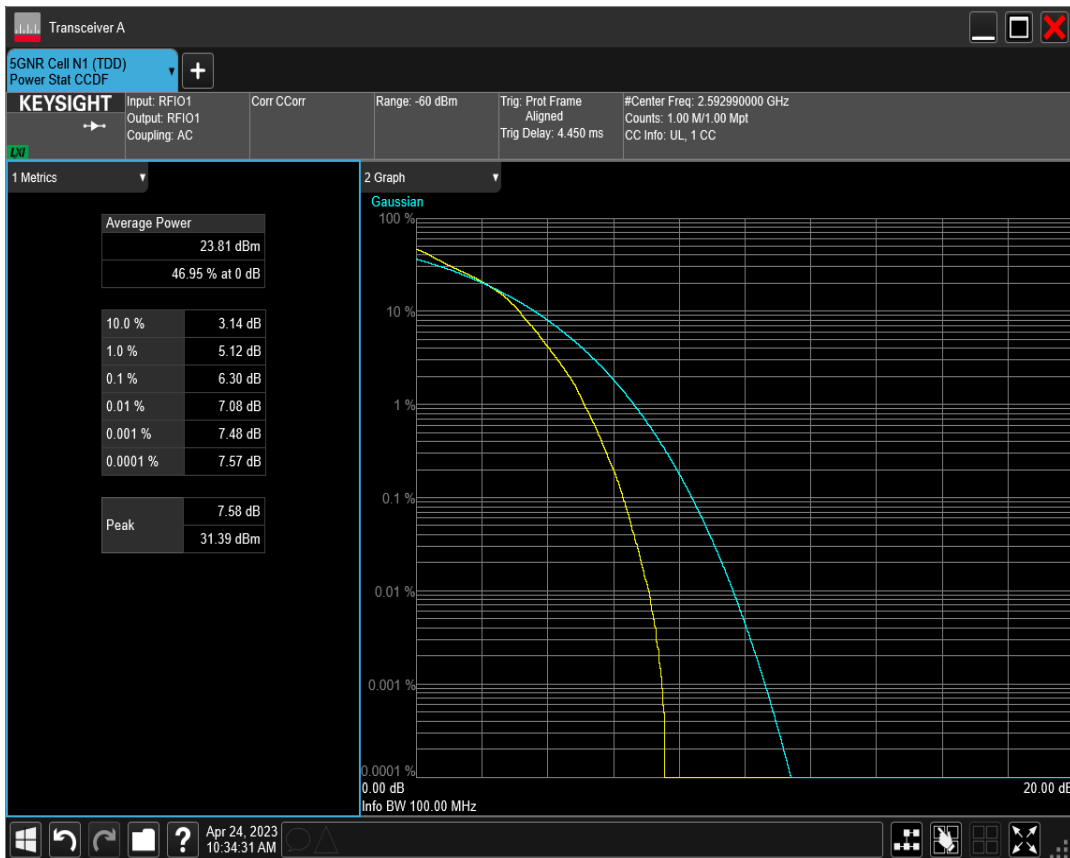 Transceiver A
5GNR Cell N1 (TDD)
Power Stat CCDF
KEYSIGHT
LXI
Input: RFIO1
Output: RFIO1
Coupling: AC
Corr CCorr
Range: -60 dBm
Trig: Prot Frame
Aligned
Trig Delay: 4.450 ms
#Center Freq: 2.592990000 GHz
Counts: 1.00 M/1.00 Mpt
CC Info: UL, 1 CC
1 Metrics
Average Power
23.81 dBm
46.95 % at 0 dB
10.0 % 3.14 dB
1.0 % 5.12 dB
0.1 % 6.30 dB
0.01 % 7.08 dB
0.001 % 7.48 dB
0.0001 % 7.57 dB
Peak
7.58 dB
31.39 dBm
2 Graph
Gaussian
100 %
10 %
1 %
0.1 %
0.01 %
0.001 %
0.0001 %
0.00 dB 20.00 dB
Info BW 100.00 MHz
?
Apr 24, 2023
10:34:31 AM